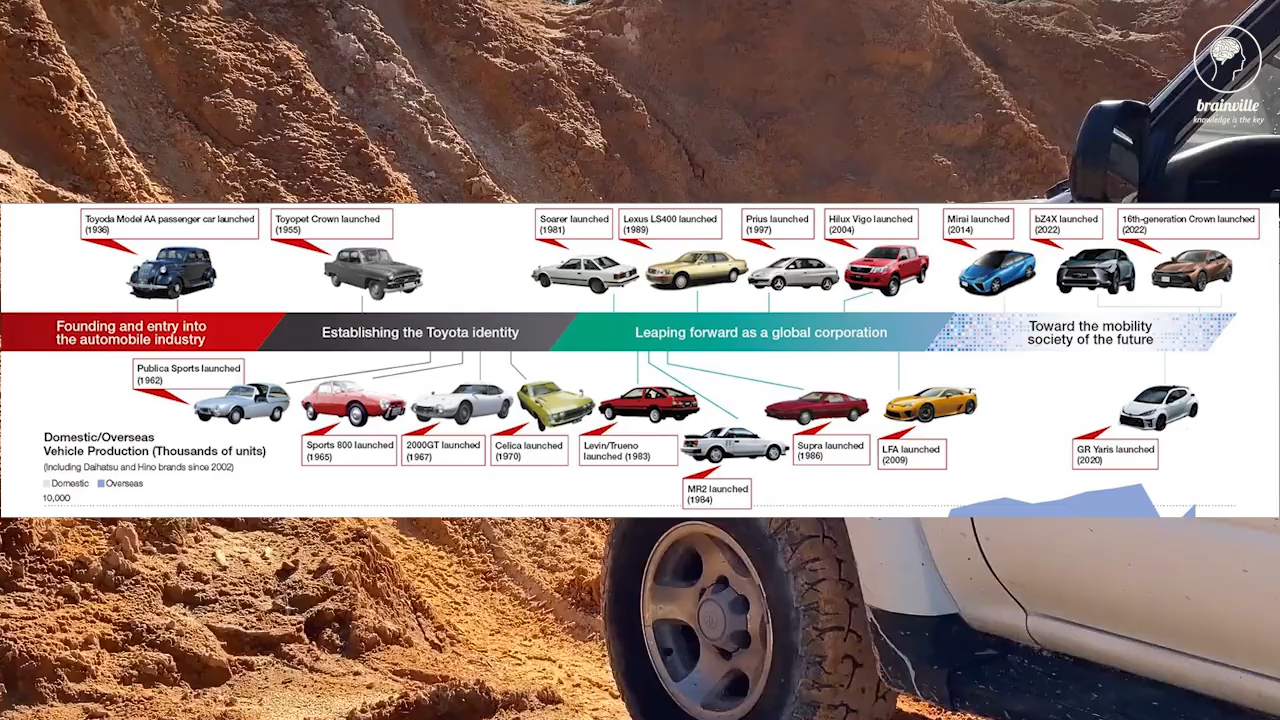 brainville
knowledge is the key
Toyoda Model AA passenger car launched
(1936)
Toyopet Crown launched
(1955)
Soarer launched
(1981)
Lexus LS400 launched
(1989)
Prius launched
(1997)
Hilux Vigo launched
(2004)
Mirai launched
(2014)
bZ4X launched
(2022)
16th-generation Crown launched
(2022)
Founding and entry into
the automobile industry
Establishing the Toyota identity
Leaping forward as a global corporation
Toward the mobility
society of the future
Publica Sports launched
(1962)
Sports 800 launched
(1965)
2000GT launched
(1967)
Celica launched
(1970)
Levin/Trueno
launched (1983)
MR2 launched
(1984)
Supra launched
(1986)
LFA launched
(2009)
GR Yaris launched
(2020)
Domestic/Overseas
Vehicle Production (Thousands of units)
(Including Daihatsu and Hino brands since 2002)
Domestic Overseas
10,000